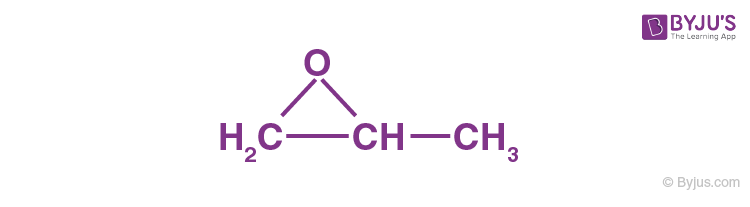 BYJU'S
The Learning App
O
H2C CH CH3
© Byjus.com